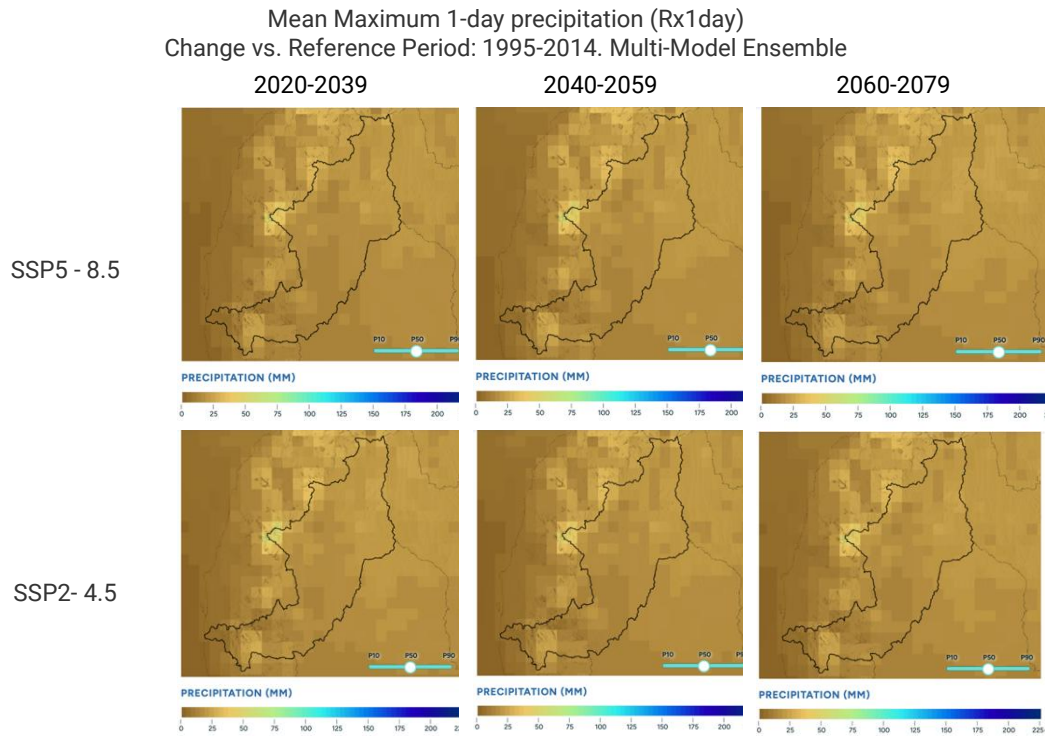 Mean Maximum 1-day precipitation (Rx1day)
Change vs. Reference Period: 1995-2014. Multi-Model Ensemble
2020-2039 2040-2059 2060-2079
SSP5 - 8.5
P10 P50 P90 P10 P50 P10 P50 P90
PRECIPITATION (MM) PRECIPITATION (MM) PRECIPITATION (MM)
0 25 50 75 100 125 150 175 200 0 25 50 75 100 125 150 175 200 0 25 50 75 100 125 150 175 200
SSP2- 4.5
P10 P50 P90 P10 P50 P10 P50 P90
PRECIPITATION (MM) PRECIPITATION (MM) PRECIPITATION (MM)
0 25 50 75 100 125 150 175 200 0 25 50 75 100 125 150 175 200 0 25 50 75 100 125 150 175 200 225